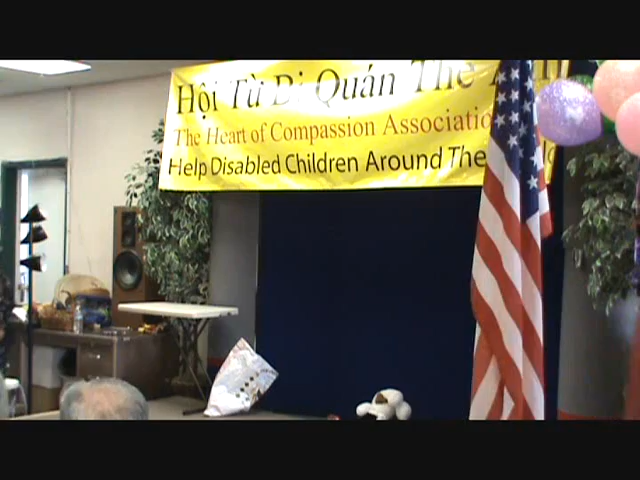 Hội Từ Bi Quán Thế
The Heart of Compassion Associatio
Help Disabled Children Around The